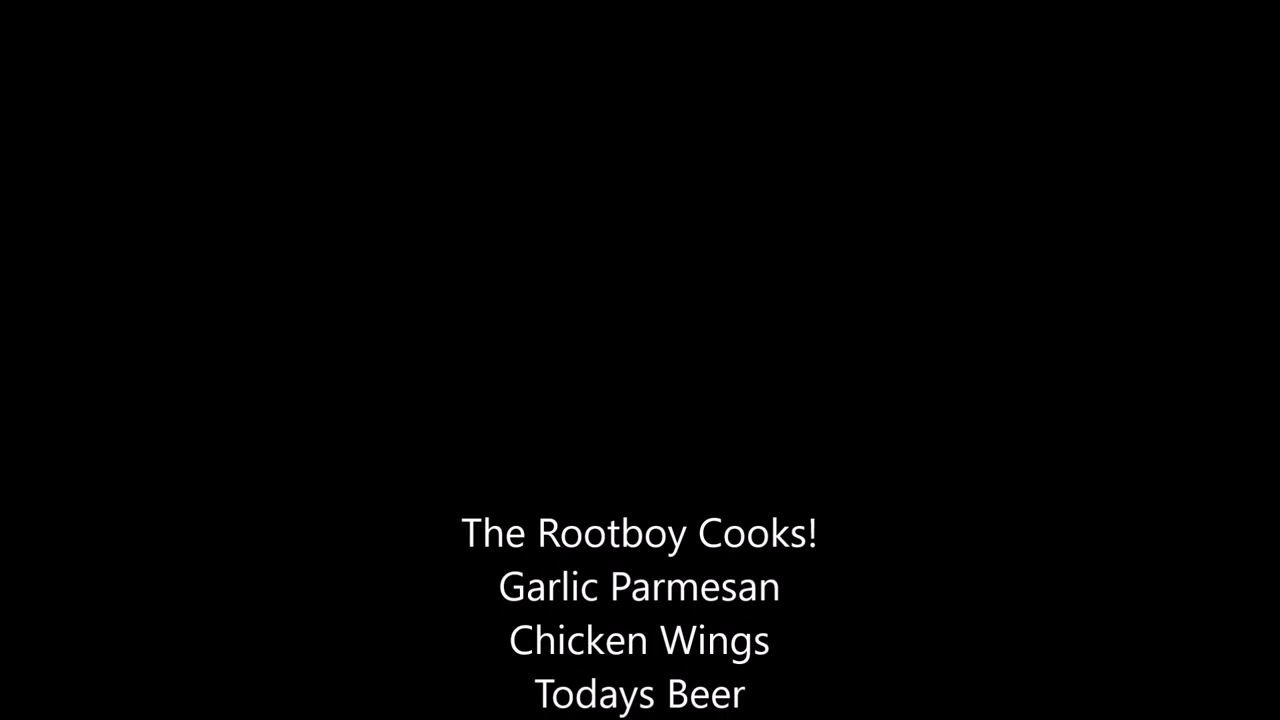 The Rootboy Cooks!
Garlic Parmesan
Chicken Wings
Todays Beer